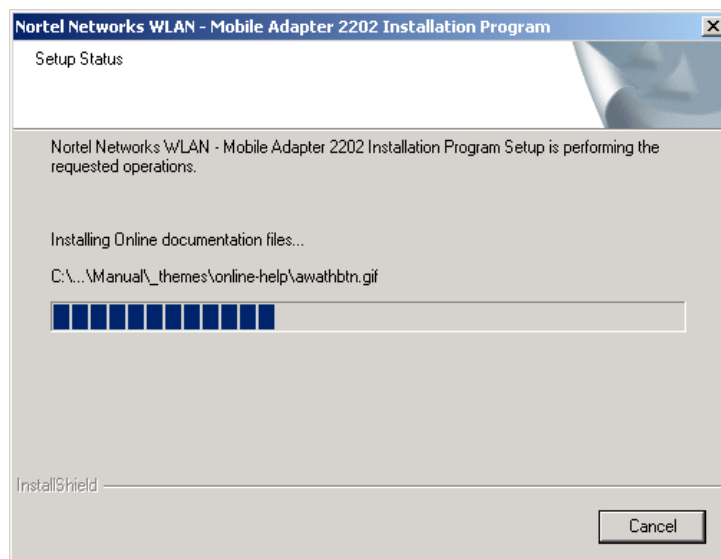 Nortel Networks WLAN - Mobile Adapter 2202 Installation Program
Setup Status
Nortel Networks WLAN - Mobile Adapter 2202 Installation Program Setup is performing the
requested operations.
Installing Online documentation files...
C:\...\Manual\_themes\online-help\awathbtn.gif
InstallShield
Cancel